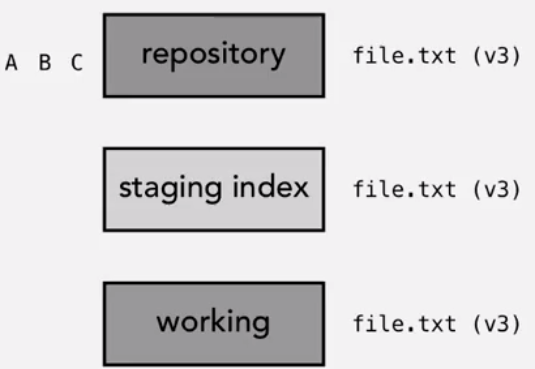 A B C repository file.txt (v3)
staging index file.txt (v3)
working file.txt (v3)